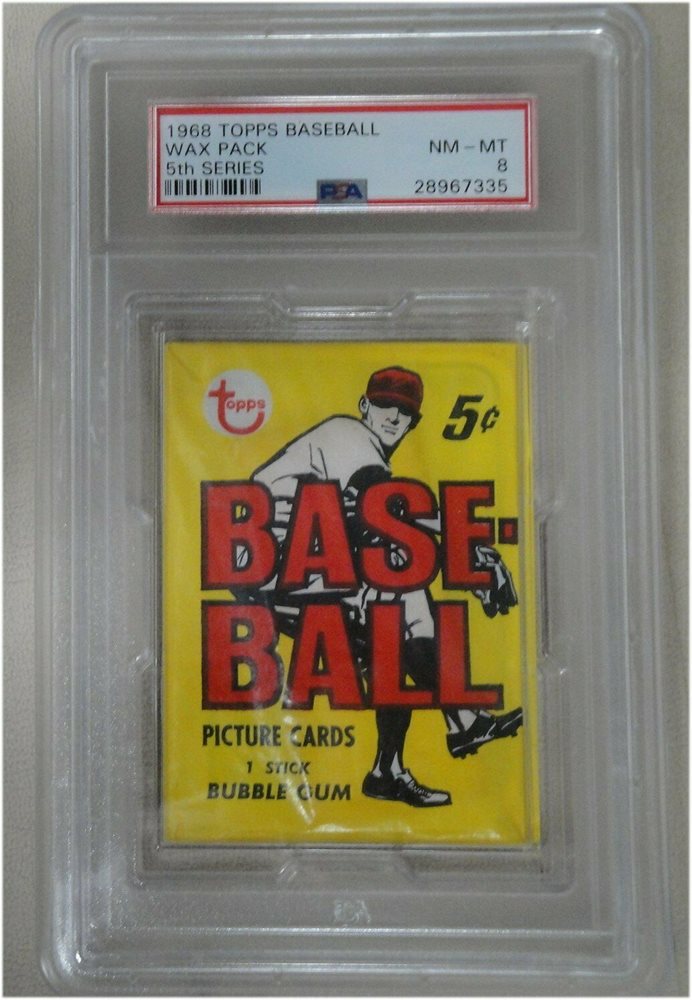 1968 TOPPS BASEBALL
WAX PACK
NM - MT
5th SERIES
8
PSA
28967335
topps
5¢
BASE-
BALL
PICTURE CARDS
1 STICK
BUBBLE GUM
PSA